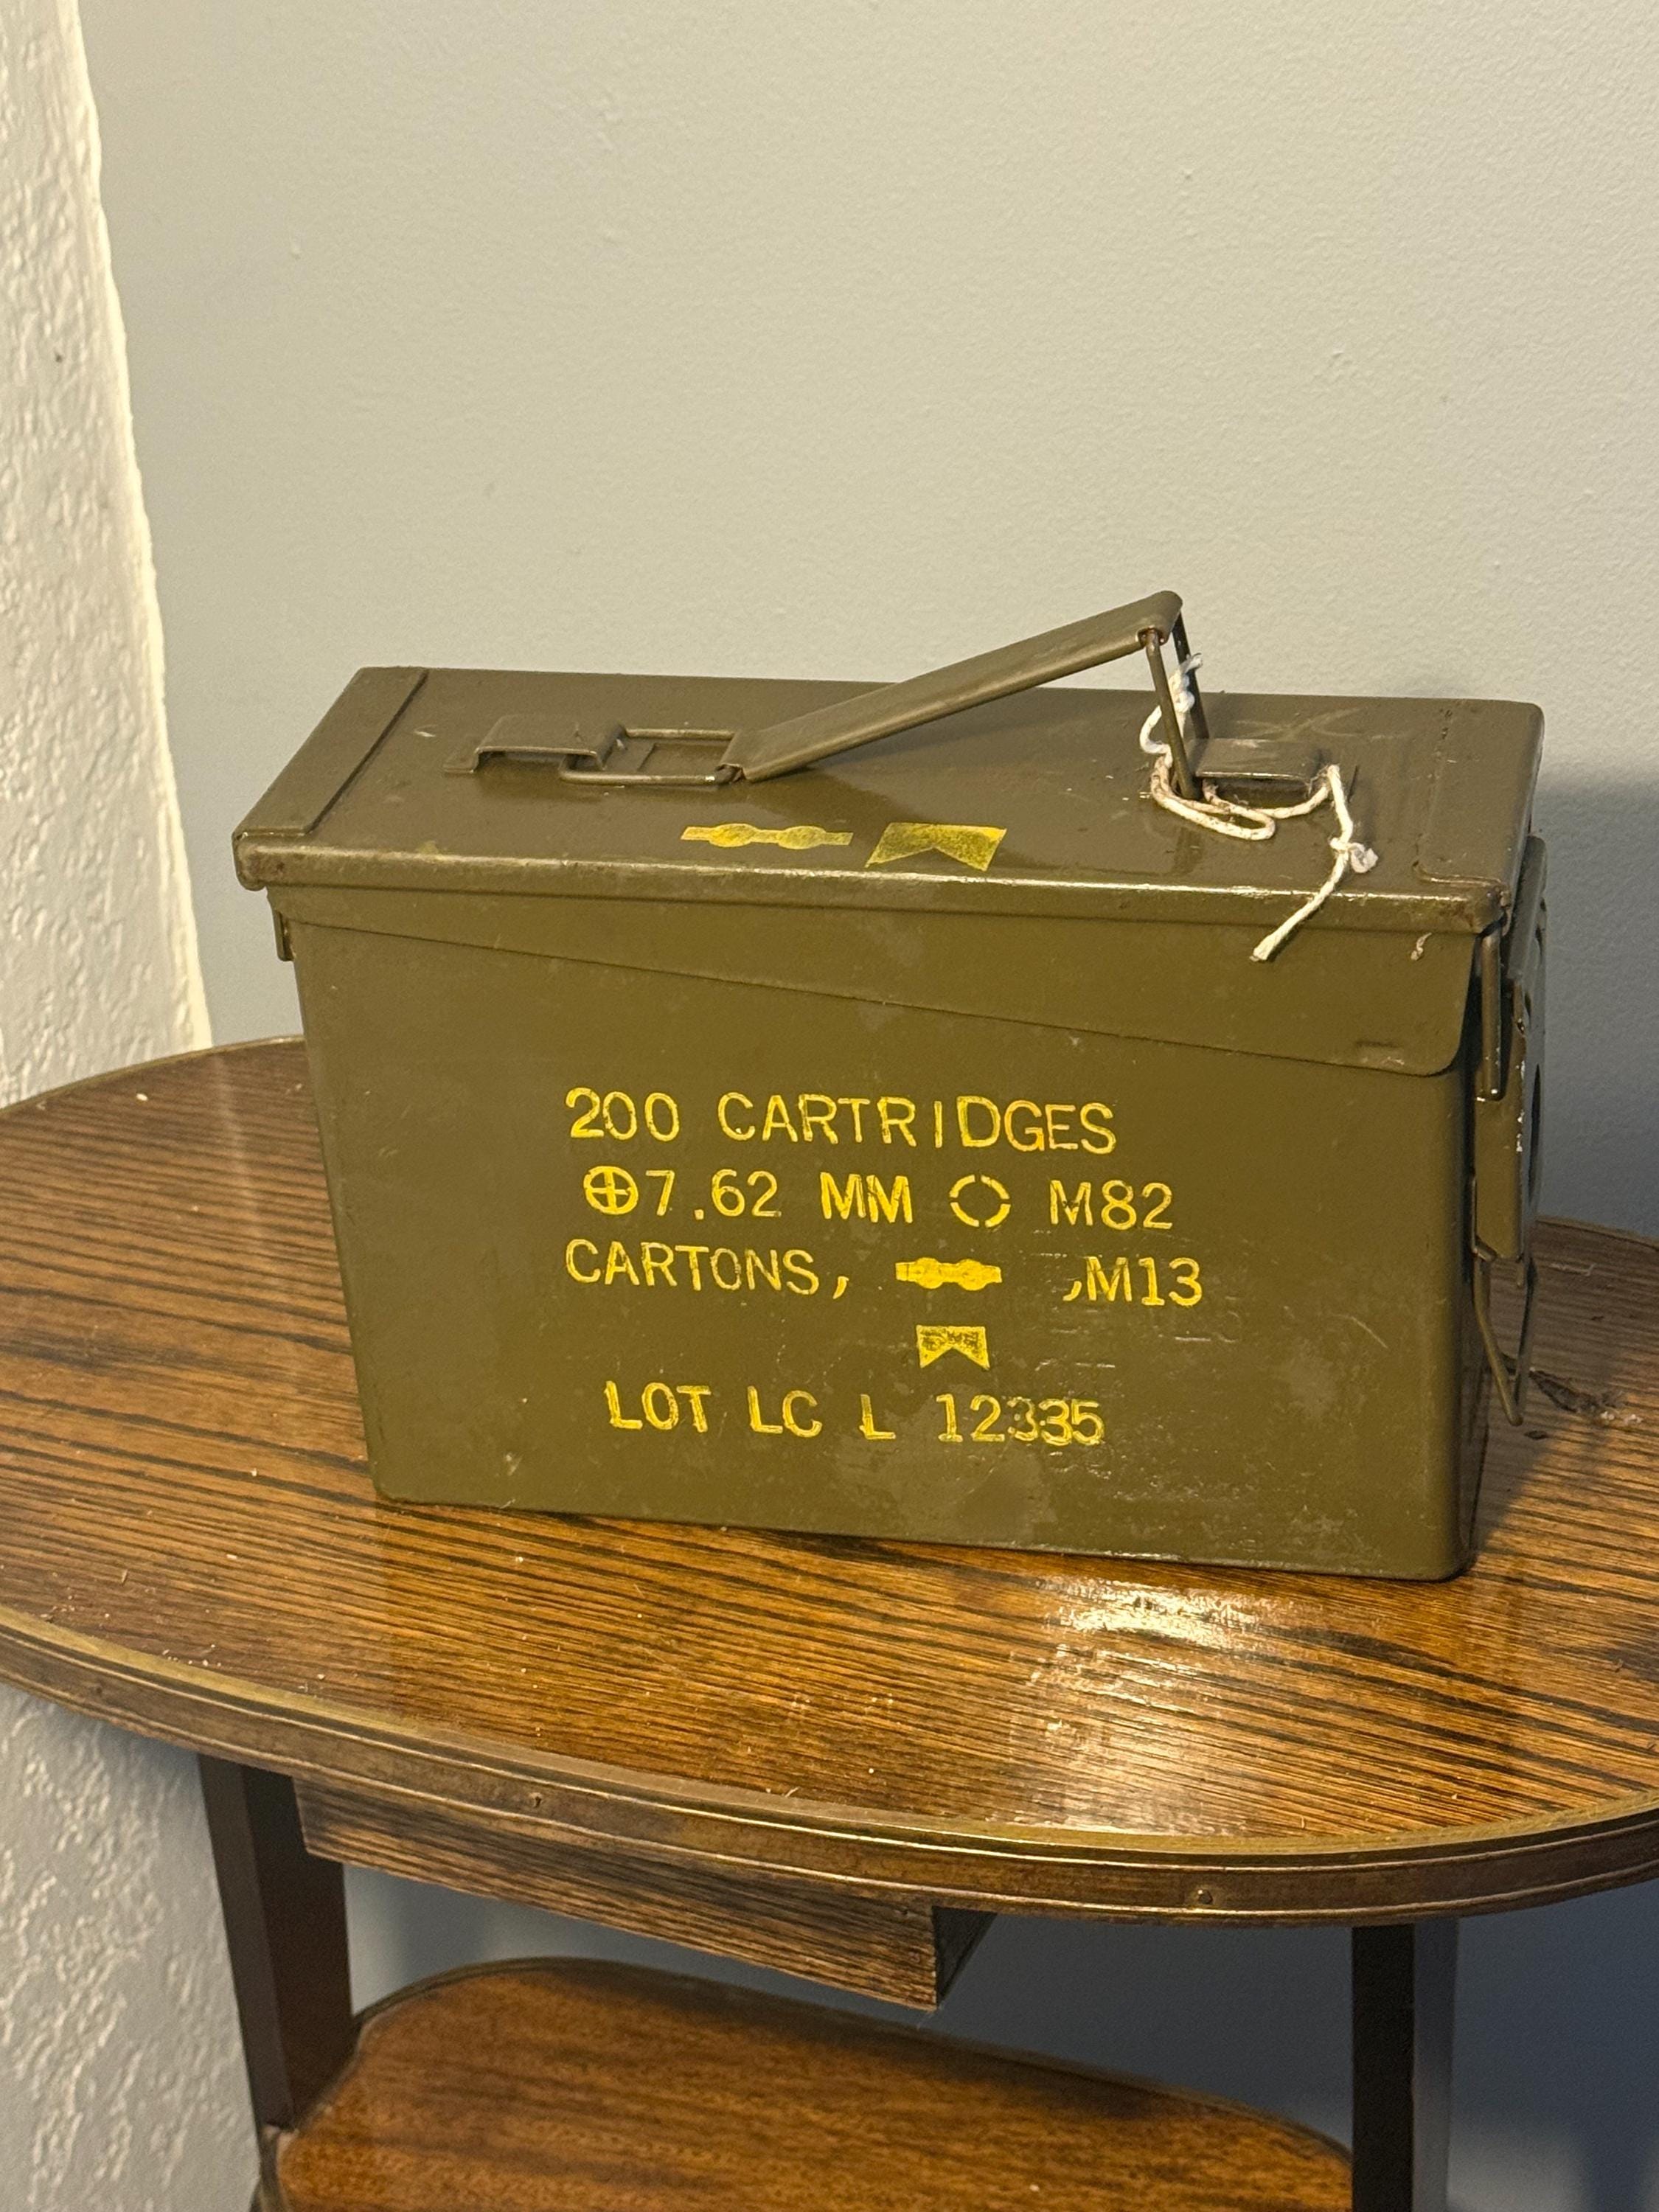 200 CARTRIDGES
⊕7.62 MM M82
CARTONS, ,M13
LOT LC L 12335